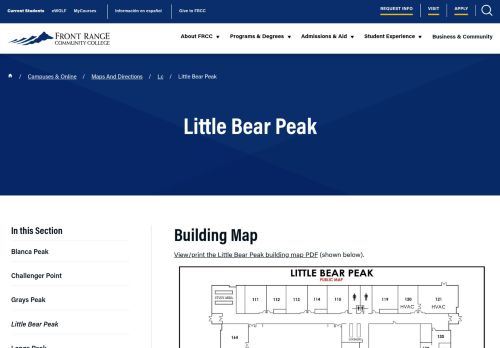 Current Students eWOLF MyCourses Información en español Give to FRCC REQUEST INFO VISIT APPLY
FRONT RANGE
COMMUNITY COLLEGE
About FRCC Programs & Degrees Admissions & Aid Student Experience Business & Community
/ Campuses & Online / Maps And Directions / Lc / Little Bear Peak
Little Bear Peak
In this Section
Blanca Peak
Challenger Point
Grays Peak
Little Bear Peak
Longs Peak
Building Map
View/print the Little Bear Peak building map PDF (shown below).
LITTLE BEAR PEAK
PUBLIC MAP
STUDY AREA 111 112 113 114 115 119 120 121
HVAC HVAC
164 135